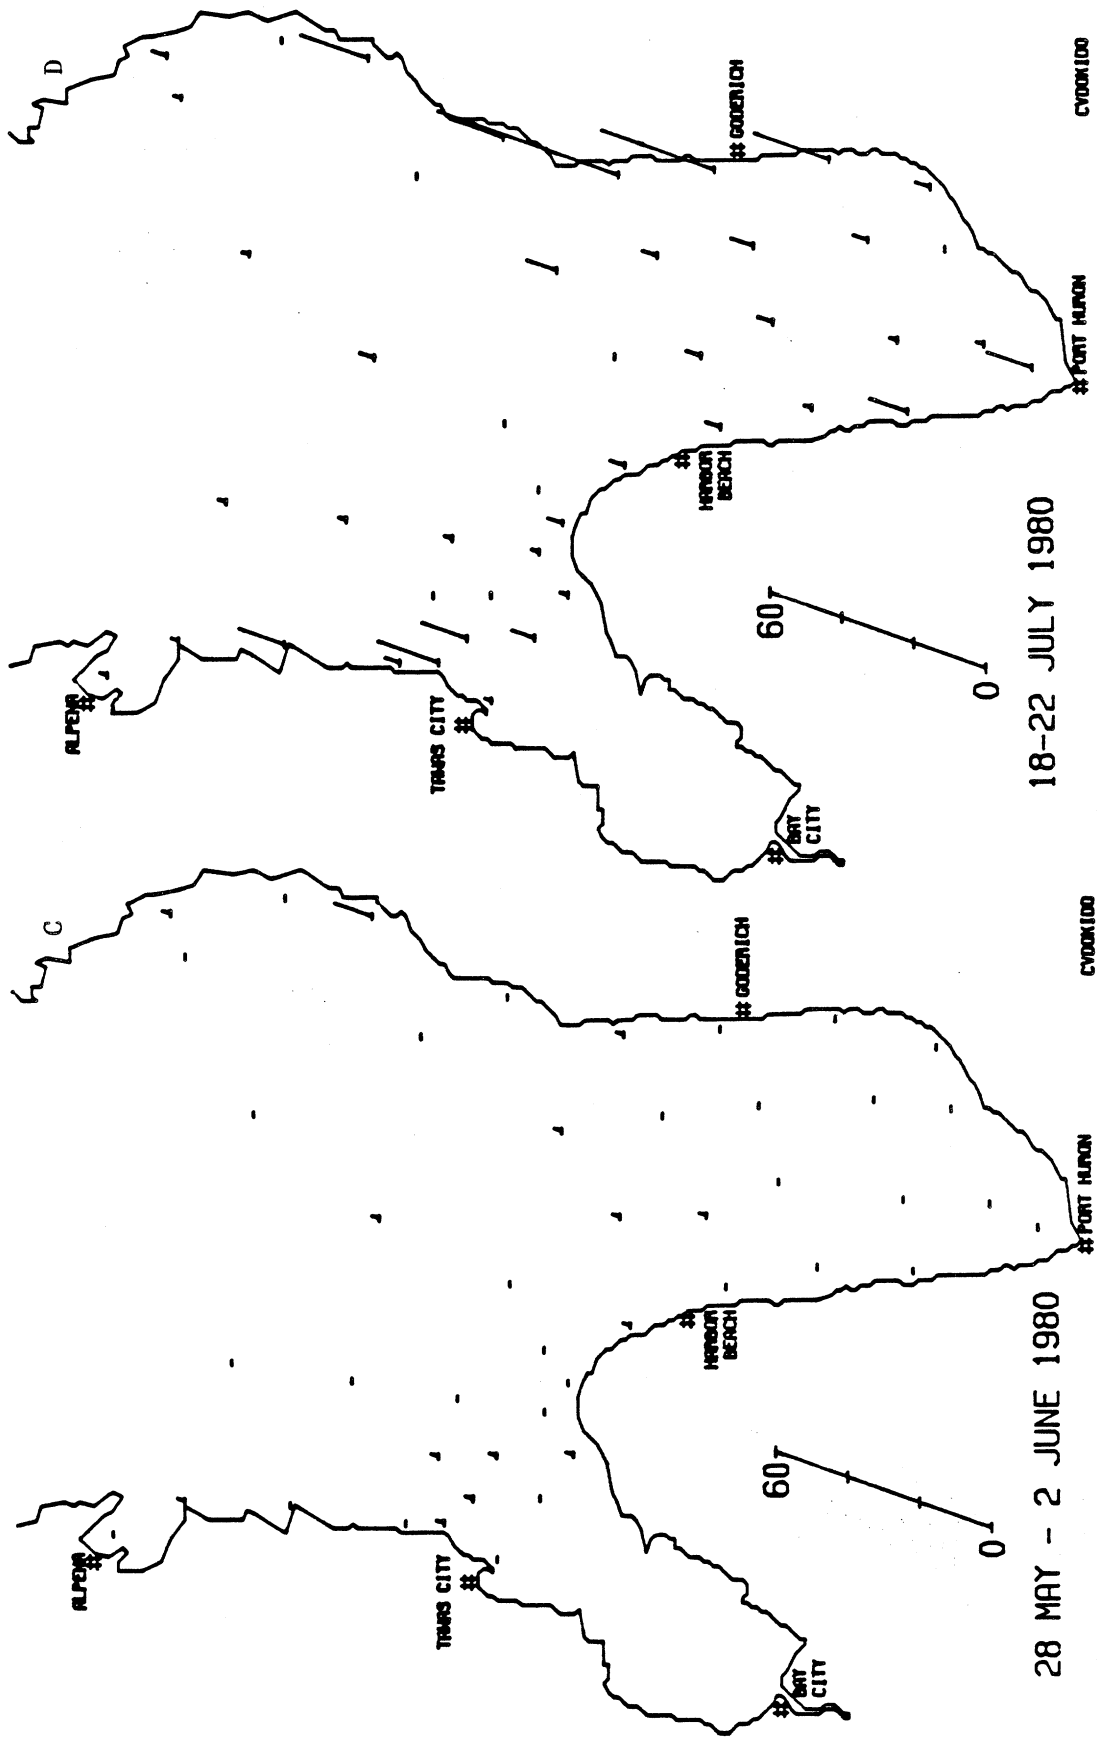 D
ALPENA
#
TAWAS CITY
#
#
BAY
CITY
#
HARBOR
BEACH
# GODERICH
# PORT HURON
60
0
18-22 JULY 1980
CVDOKIDO
C
ALPENA
#
TAWAS CITY
#
#
BAY
CITY
#
HARBOR
BEACH
# GODERICH
# PORT HURON
60
0
28 MAY - 2 JUNE 1980
CVDOKIDO